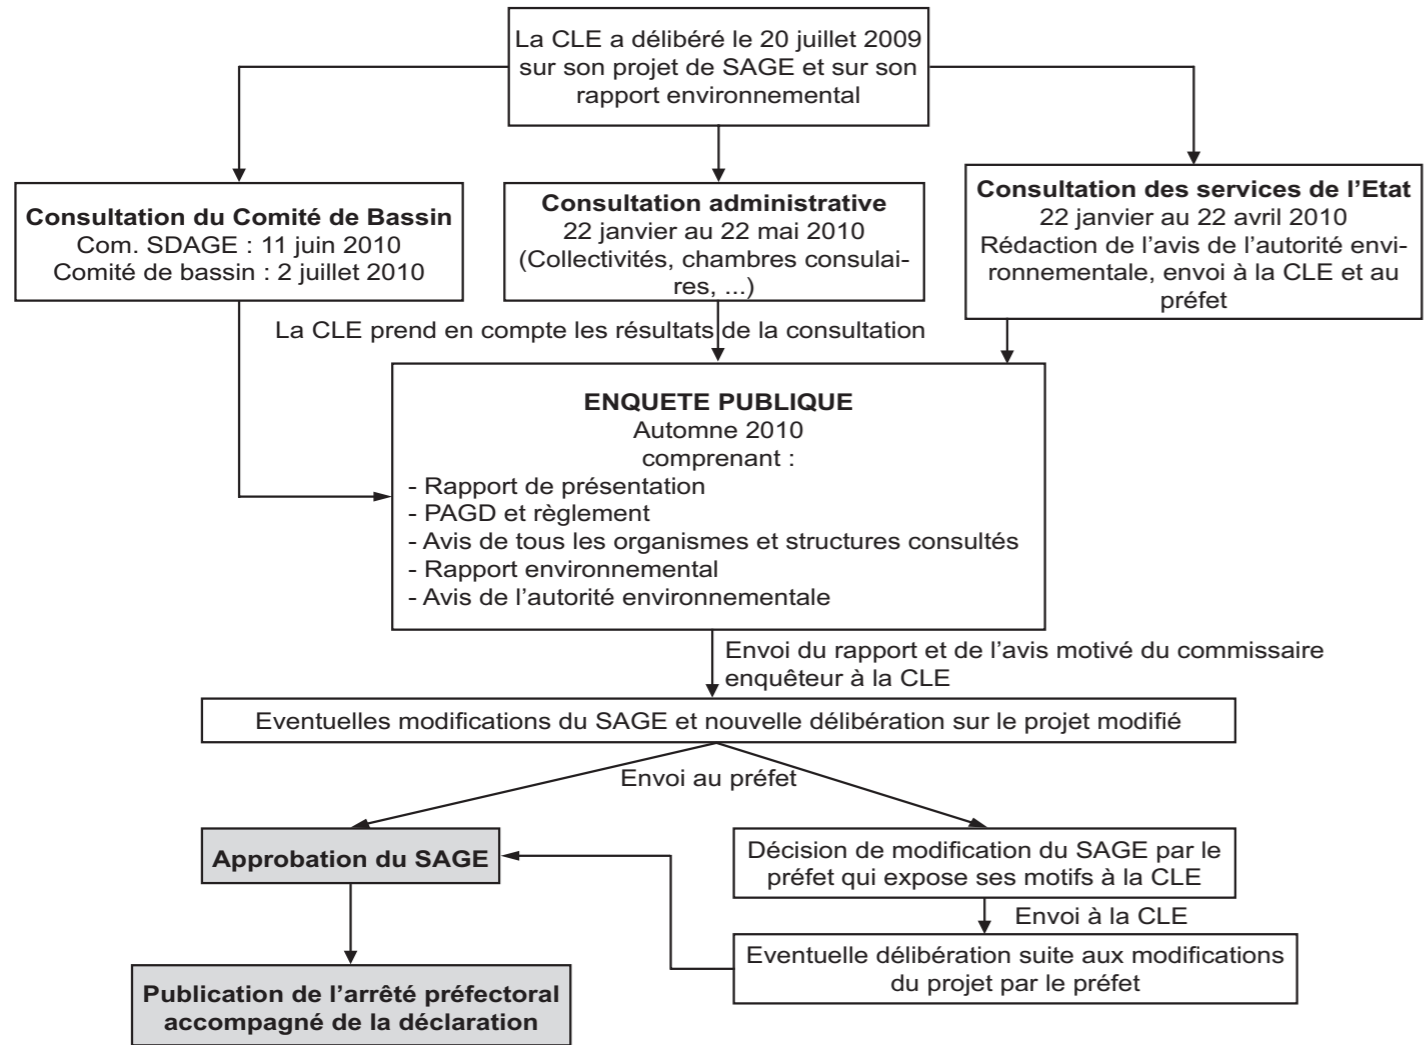 La CLE a délibéré le 20 juillet 2009
sur son projet de SAGE et sur son
rapport environnemental
Consultation du Comité de Bassin
Com. SDAGE : 11 juin 2010
Comité de bassin : 2 juillet 2010
Consultation administrative
22 janvier au 22 mai 2010
(Collectivités, chambres consulai-
res, ...)
Consultation des services de l'Etat
22 janvier au 22 avril 2010
Rédaction de l'avis de l'autorité envi-
ronnementale, envoi à la CLE et au
préfet
La CLE prend en compte les résultats de la consultation
ENQUETE PUBLIQUE
Automne 2010
comprenant :
- Rapport de présentation
- PAGD et règlement
- Avis de tous les organismes et structures consultés
- Rapport environnemental
- Avis de l'autorité environnementale
Envoi du rapport et de l'avis motivé du commissaire
enquêteur à la CLE
Eventuelles modifications du SAGE et nouvelle délibération sur le projet modifié
Envoi au préfet
Approbation du SAGE
Décision de modification du SAGE par le
préfet qui expose ses motifs à la CLE
Envoi à la CLE
Eventuelle délibération suite aux modifications
du projet par le préfet
Publication de l'arrêté préfectoral
accompagné de la déclaration